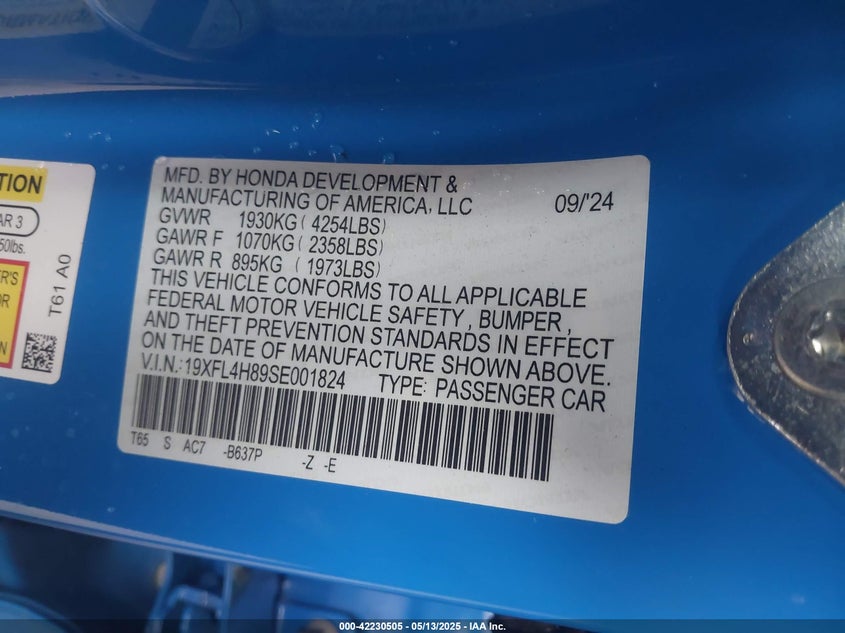 TION
AR 3
50lbs.
ER'S
OR
N
T61 A0
MFD. BY HONDA DEVELOPMENT &
MANUFACTURING OF AMERICA, LLC 09/'24
GVWR 1930KG ( 4254LBS)
GAWR F 1070KG ( 2358LBS)
GAWR R 895KG ( 1973LBS)
THIS VEHICLE CONFORMS TO ALL APPLICABLE
FEDERAL MOTOR VEHICLE SAFETY , BUMPER ,
AND THEFT PREVENTION STANDARDS IN EFFECT
ON THE DATE OF MANUFACTURE SHOWN ABOVE.
V.I.N.:19XFL4H89SE001824 TYPE: PASSENGER CAR
T65 S AC7 -B637P -Z -E
000-42230505 - 05/13/2025 - IAA Inc.